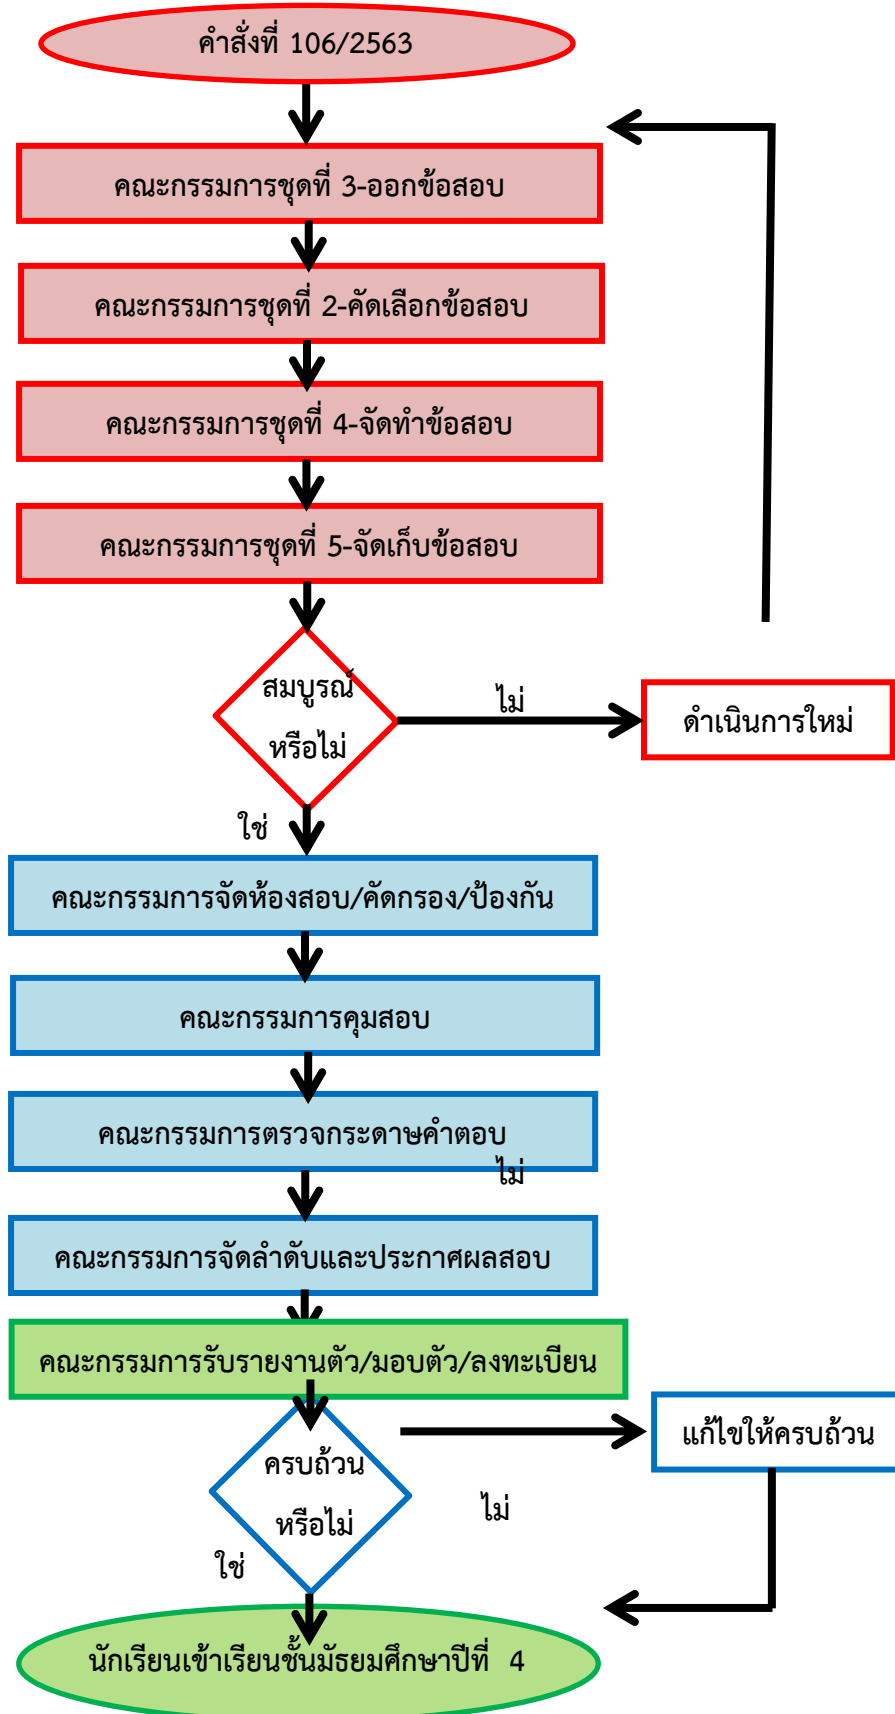 คำสั่งที่ 106/2563
คณะกรรมการชุดที่ 3-ออกข้อสอบ
คณะกรรมการชุดที่ 2-คัดเลือกข้อสอบ
คณะกรรมการชุดที่ 4-จัดทำข้อสอบ
คณะกรรมการชุดที่ 5-จัดเก็บข้อสอบ
สมบูรณ์
หรือไม่
ไม่
ดำเนินการใหม่
ใช่
คณะกรรมการจัดห้องสอบ/คัดกรอง/ป้องกัน
คณะกรรมการคุมสอบ
คณะกรรมการตรวจกระดาษคำตอบ
ไม่
คณะกรรมการจัดลำดับและประกาศผลสอบ
คณะกรรมการรับรายงานตัว/มอบตัว/ลงทะเบียน
แก้ไขให้ครบถ้วน
ครบถ้วน
หรือไม่
ไม่
ใช่
นักเรียนเข้าเรียนชั้นมัธยมศึกษาปีที่ 4